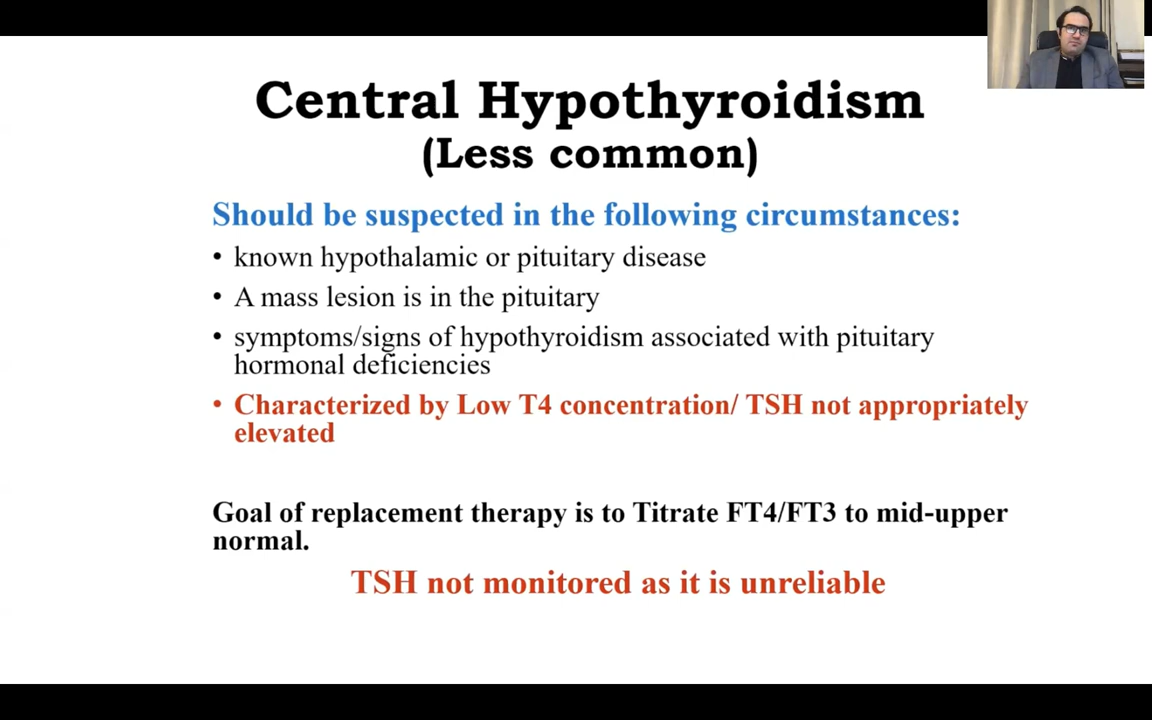 Central Hypothyroidism
(Less common)
Should be suspected in the following circumstances:
• known hypothalamic or pituitary disease
• A mass lesion is in the pituitary
• symptoms/signs of hypothyroidism associated with pituitary
hormonal deficiencies
• Characterized by Low T4 concentration/ TSH not appropriately
elevated
Goal of replacement therapy is to Titrate FT4/FT3 to mid-upper
normal.
TSH not monitored as it is unreliable